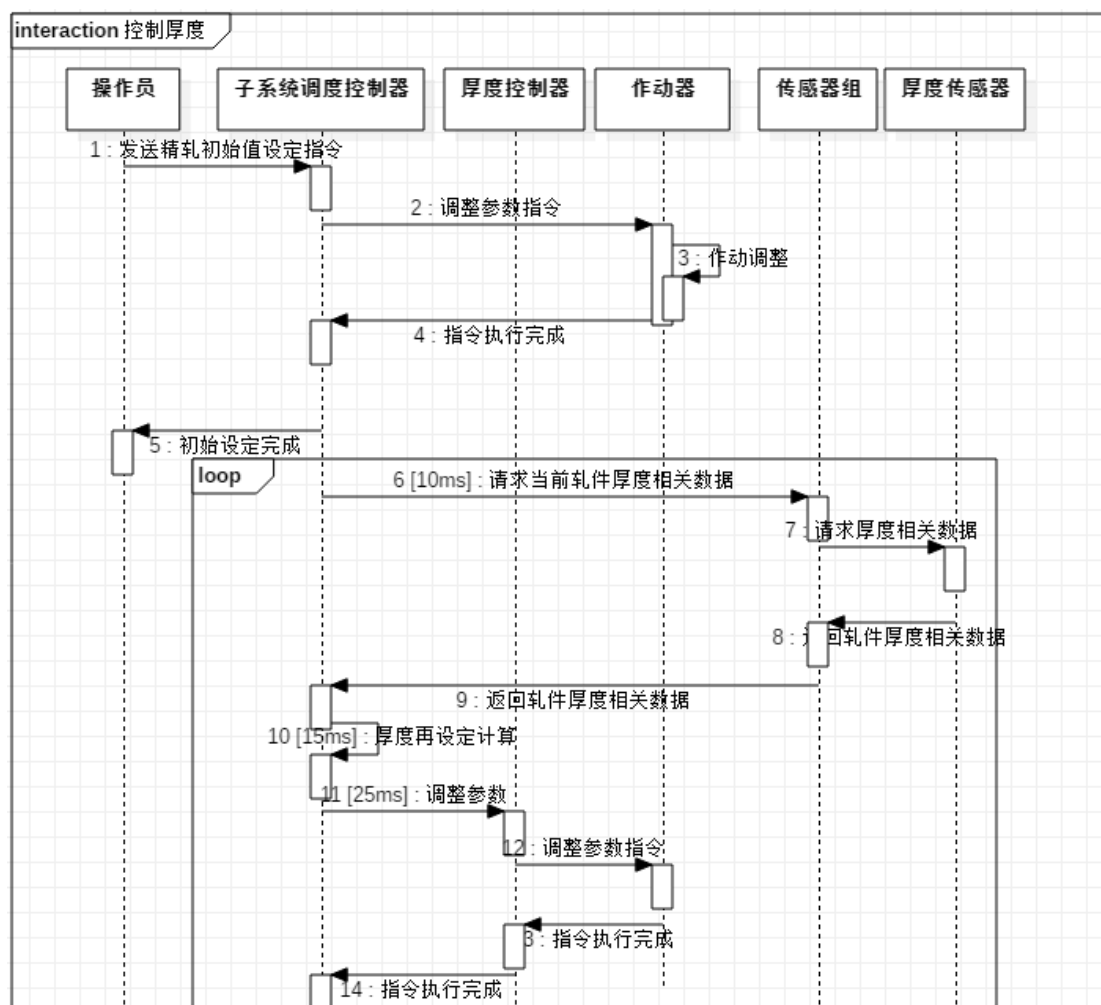 interaction 控制厚度
操作员
子系统调度控制器
厚度控制器
作动器
传感器组
厚度传感器
1 : 发送精轧初始值设定指令
2 : 调整参数指令
3 : 作动调整
4 : 指令执行完成
5 : 初始设定完成
loop
6 [10ms] : 请求当前轧件厚度相关数据
7 : 请求厚度相关数据
8 : 返回轧件厚度相关数据
9 : 返回轧件厚度相关数据
10 [15ms] : 厚度再设定计算
11 [25ms] : 调整参数
12 : 调整参数指令
3 : 指令执行完成
14 : 指令执行完成